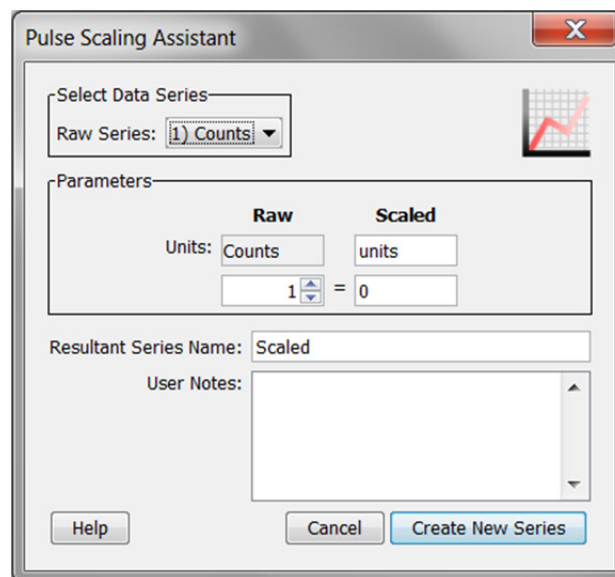 Pulse Scaling Assistant
X
Select Data Series
Raw Series: 1) Counts
Parameters
Raw Scaled
Units: Counts units
1 = 0
Resultant Series Name: Scaled
User Notes:
Help Cancel Create New Series